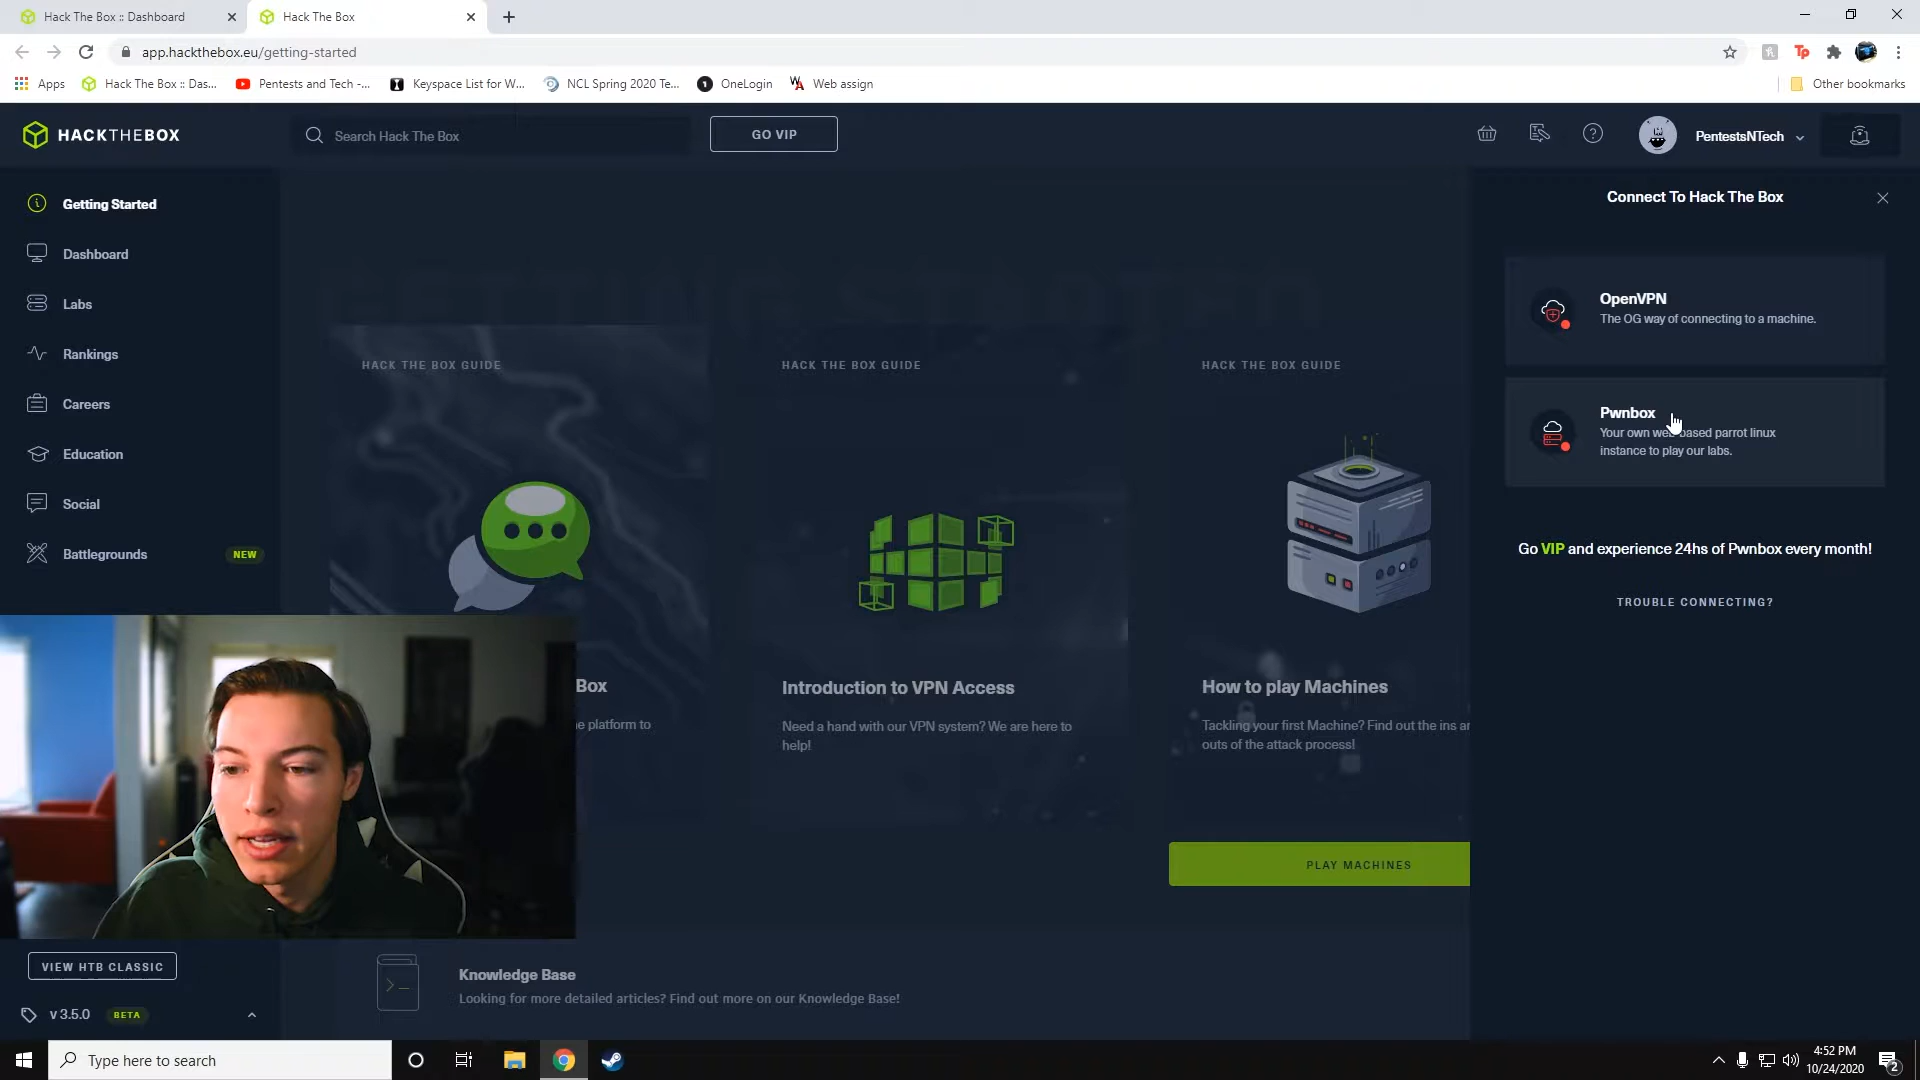 Hack The Box :: Dashboard
Hack The Box
app.hackthebox.eu/getting-started
Apps
Hack The Box :: Das...
Pentests and Tech -...
Keyspace List for W...
NCL Spring 2020 Te...
OneLogin
Web assign
Other bookmarks
HACKTHEBOX
Search Hack The Box
GO VIP
PentestsNTech
Getting Started
Dashboard
Labs
Rankings
Careers
Education
Social
Battlegrounds
NEW
GETTING STARTED
HACK THE BOX GUIDE
HACK THE BOX GUIDE
HACK THE BOX GUIDE
Box
e platform to
Introduction to VPN Access
Need a hand with our VPN system? We are here to
help!
How to play Machines
Tackling your first Machine? Find out the ins an
outs of the attack process!
PLAY MACHINES
Knowledge Base
Looking for more detailed articles? Find out more on our Knowledge Base!
Connect To Hack The Box
OpenVPN
The OG way of connecting to a machine.
Pwnbox
Your own web based parrot linux
instance to play our labs.
Go VIP and experience 24hs of Pwnbox every month!
TROUBLE CONNECTING?
VIEW HTB CLASSIC
v 3.5.0
BETA
Type here to search
4:52 PM
10/24/2020
2